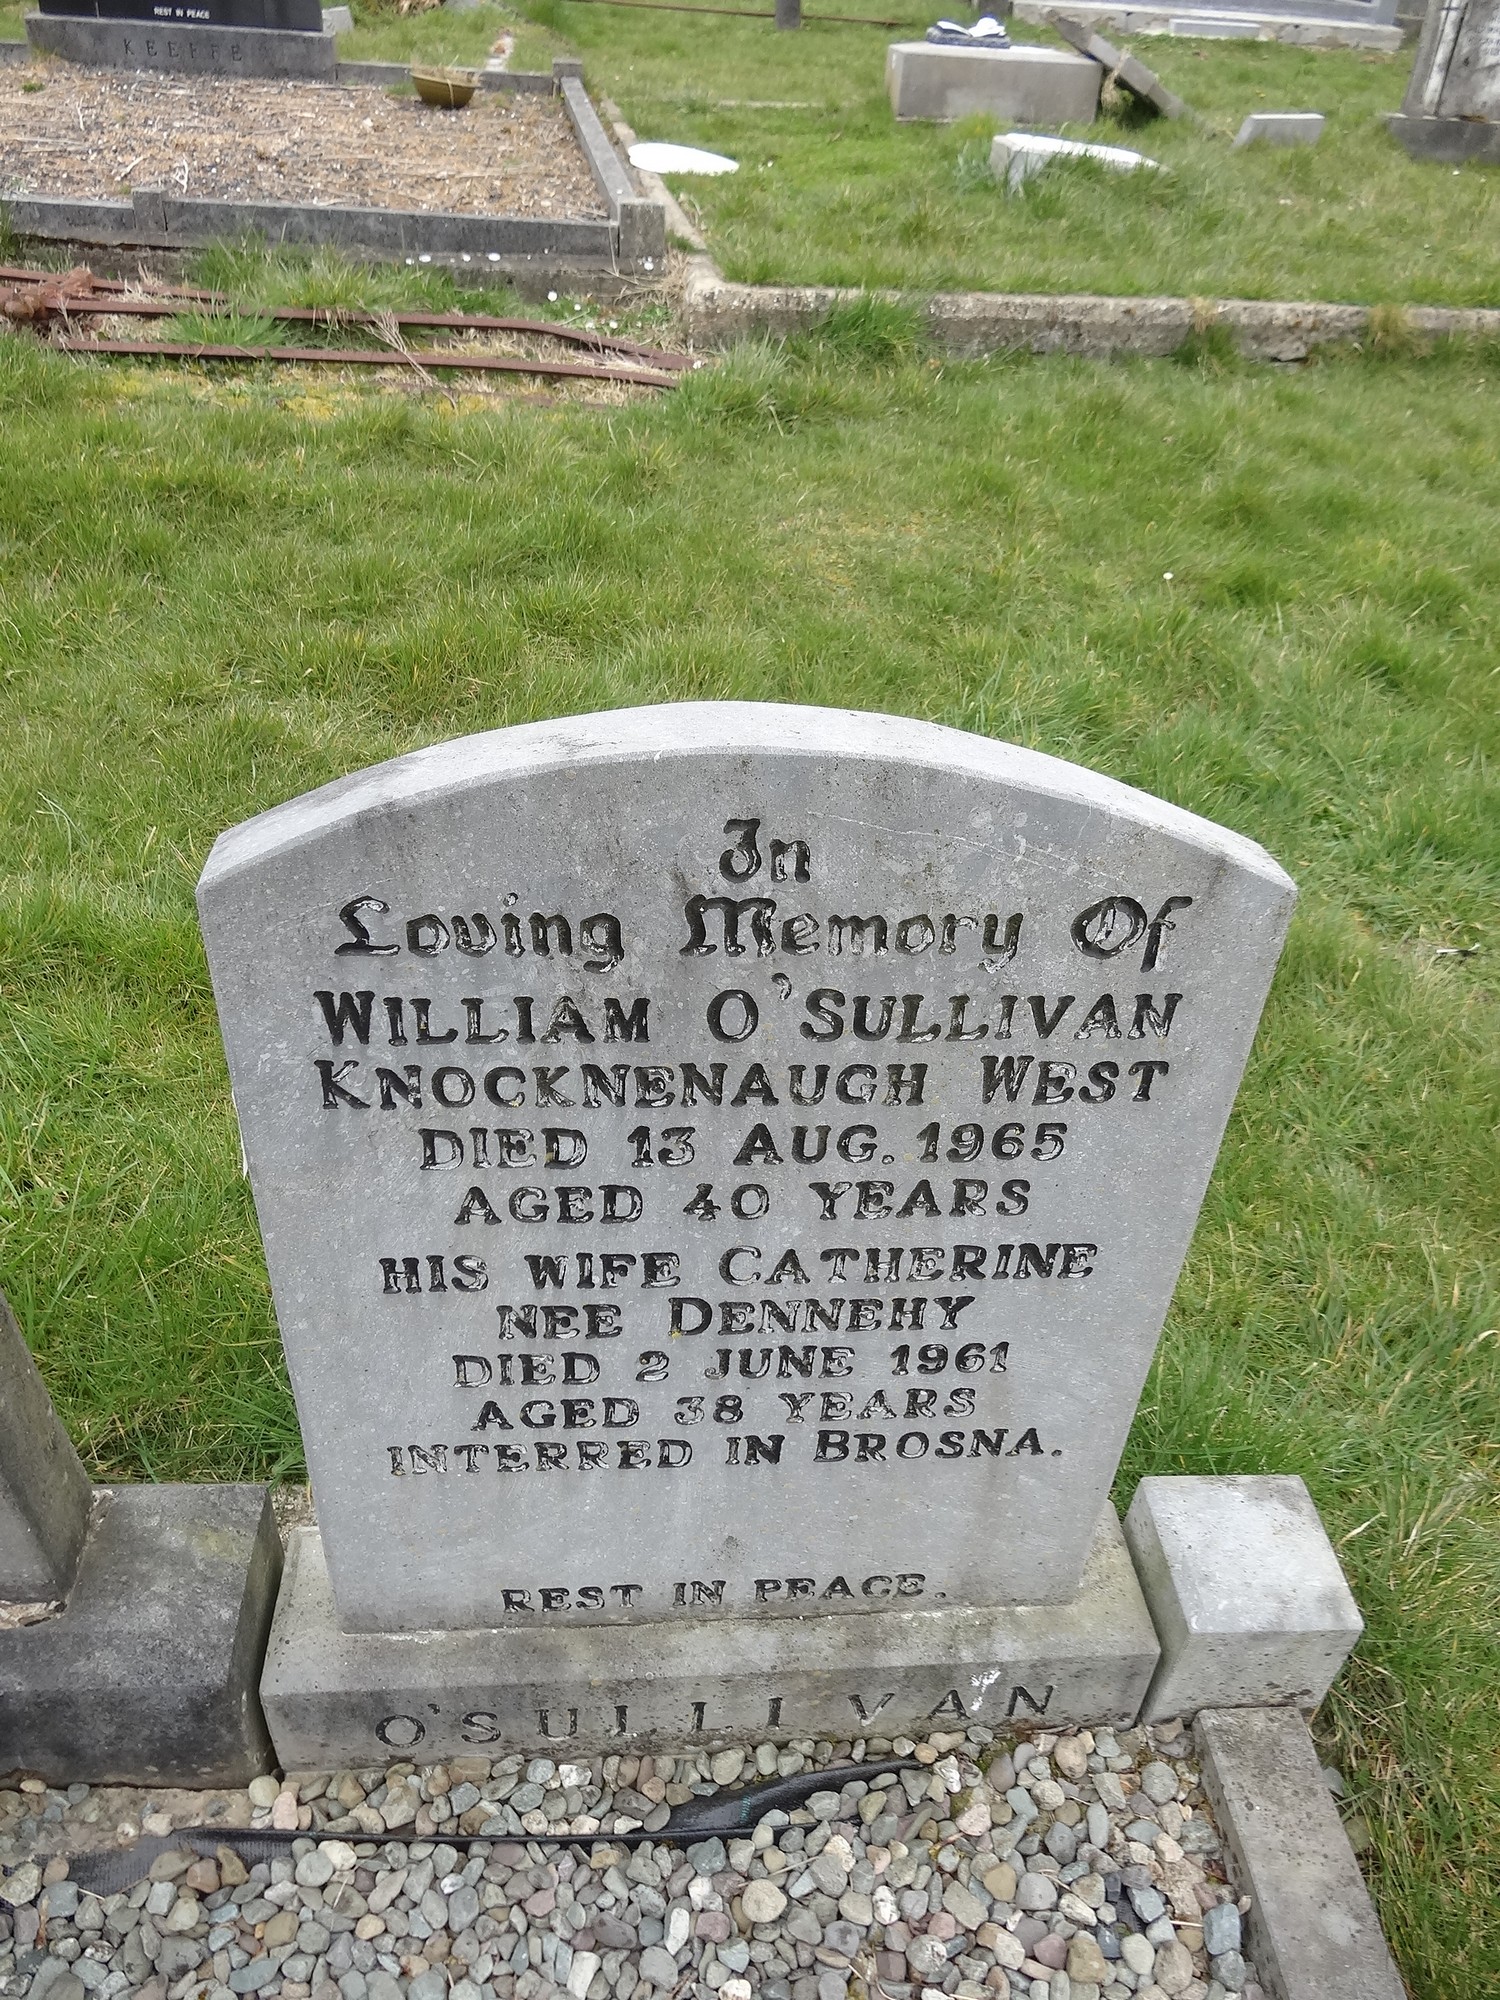 REST IN PEACE
KEEFFE
In
Loving Memory Of
WILLIAM O'SULLIVAN
KNOCKNENAUGH WEST
DIED 13 AUG. 1965
AGED 40 YEARS
HIS WIFE CATHERINE
NEE DENNEHY
DIED 2 JUNE 1961
AGED 38 YEARS
INTERRED IN BROSNA.
REST IN PEACE.
O'SULLIVAN